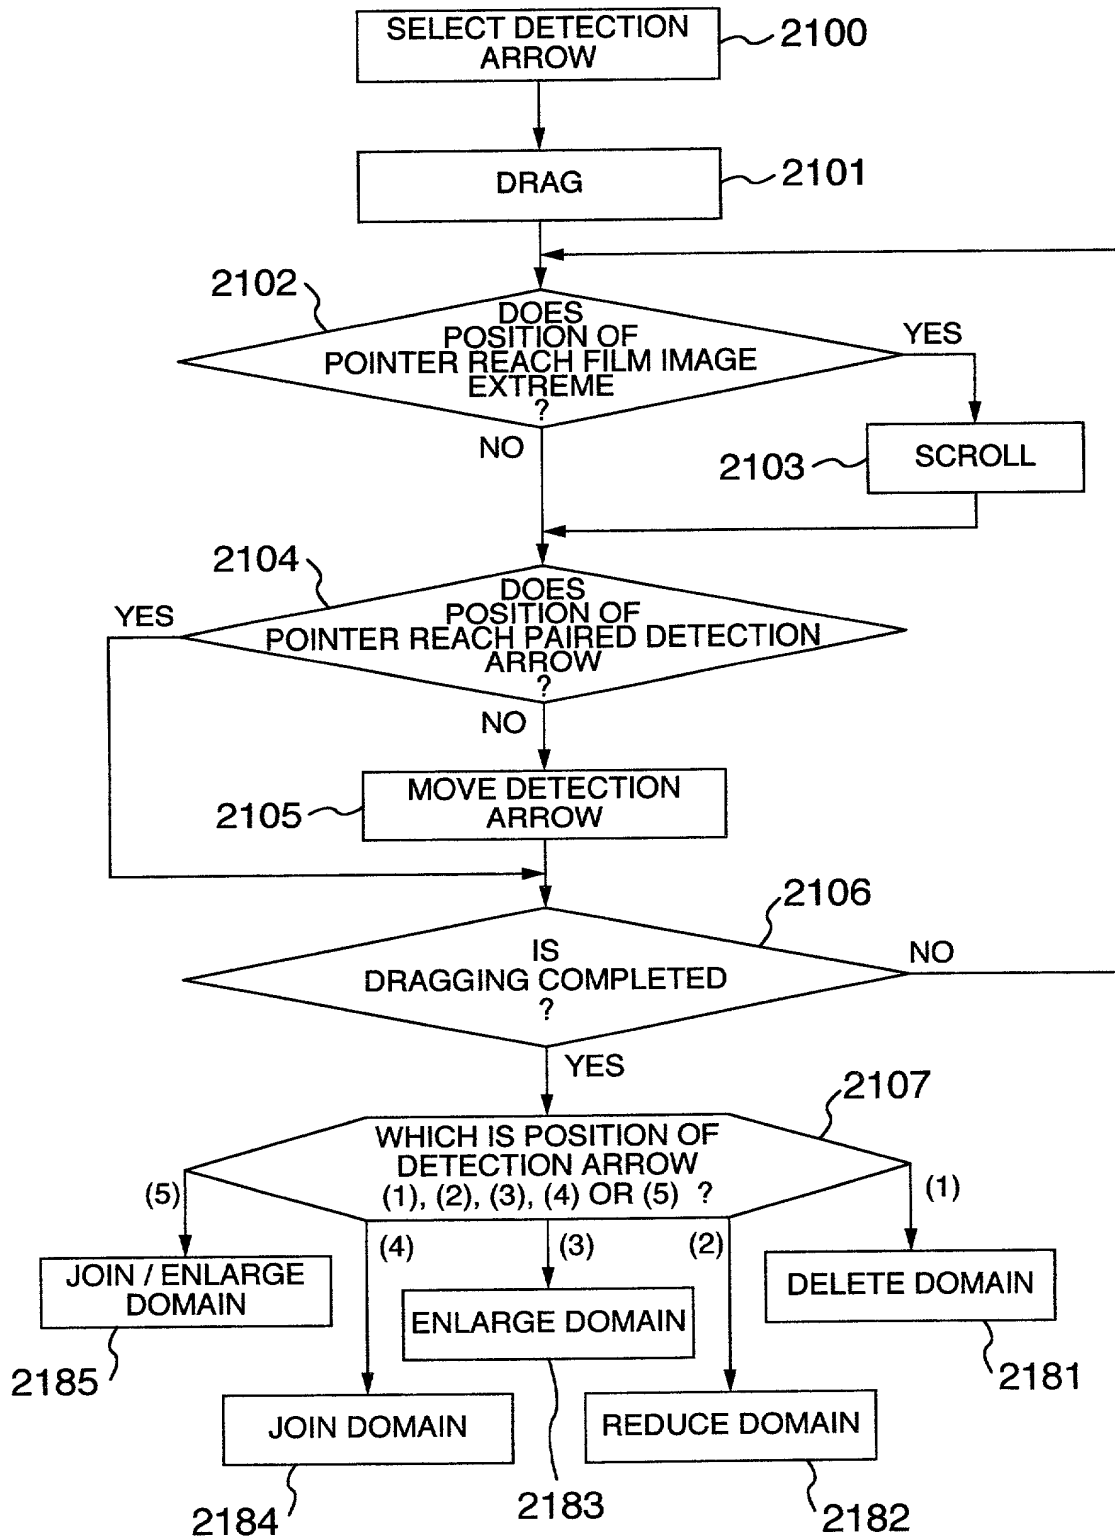 SELECT DETECTION
ARROW
2100
DRAG
2101
2102
DOES
POSITION OF
POINTER REACH FILM IMAGE
EXTREME
?
YES
NO
2103
SCROLL
2104
DOES
POSITION OF
POINTER REACH PAIRED DETECTION
ARROW
?
YES
NO
MOVE DETECTION
ARROW
2105
2106
IS
DRAGGING COMPLETED
?
NO
YES
2107
WHICH IS POSITION OF
DETECTION ARROW
(1), (2), (3), (4) OR (5) ?
(5)
(4)
(3)
(2)
(1)
JOIN / ENLARGE
DOMAIN
ENLARGE DOMAIN
DELETE DOMAIN
2185
2181
JOIN DOMAIN
REDUCE DOMAIN
2184
2183
2182